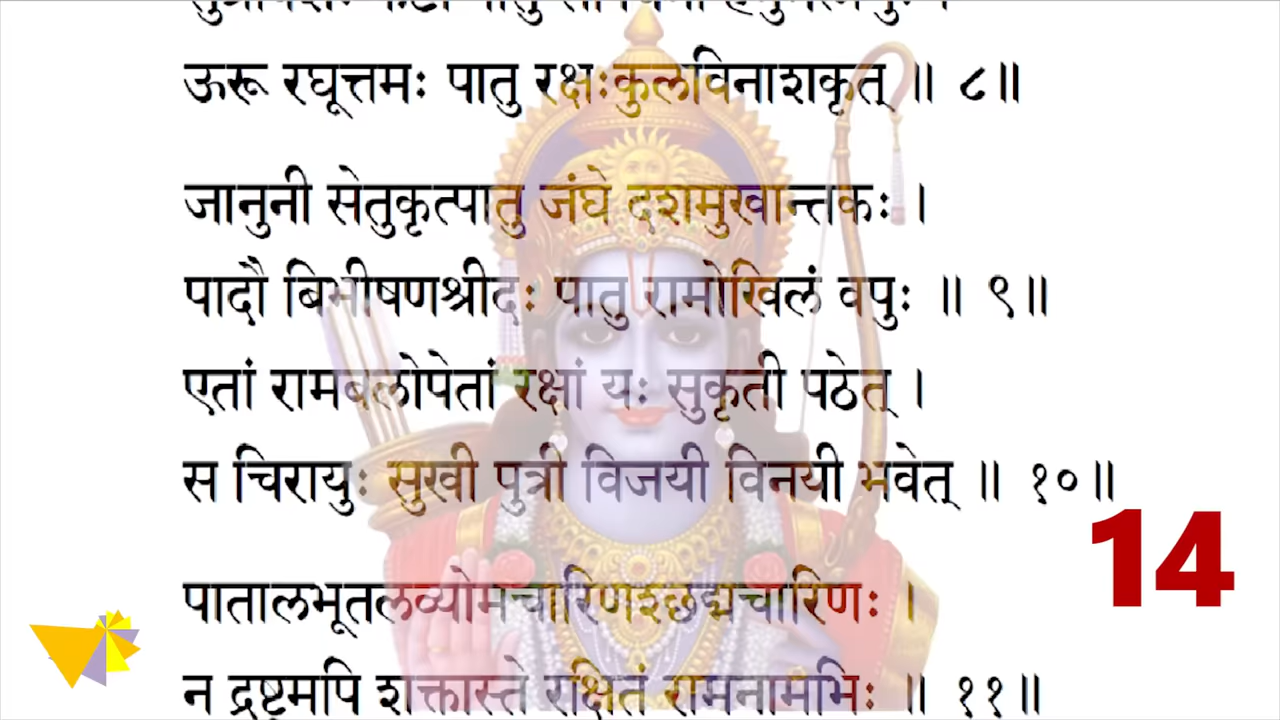 ऊरू रघूत्तमः पातु रक्षःकुलविनाशकृत् ॥ ८॥
जानुनी सेतुकृत्पातु जंघे दशमुखान्तकः ।
पादौ बिभीषणश्रीदः पातु रामोखिलं वपुः ॥ ९॥
एतां रामबलोपेतां रक्षां यः सुकृती पठेत् ।
स चिरायुः सुखी पुत्री विजयी विनयी भवेत् ॥ १०॥
14
पातालभूतलव्योमचारिणश्छद्मचारिणः ।
न द्रष्टुमपि शक्तास्ते रक्षितं रामनामभिः ॥ ११॥